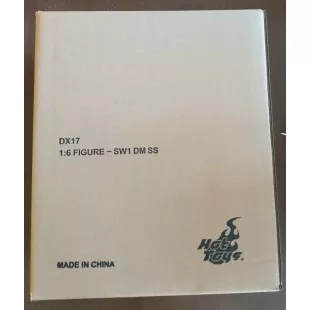 DX17
1:6 FIGURE – SW1 DM SS
HOT
TOYS.
MADE IN CHINA